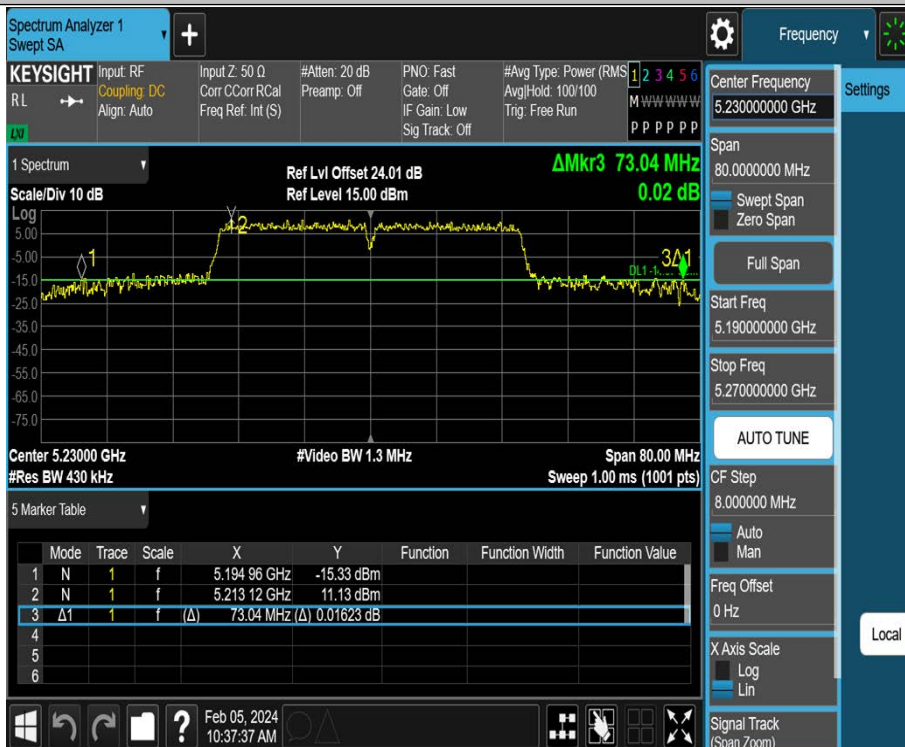 Spectrum Analyzer 1
Swept SA
+
Frequency
KEYSIGHT
RL
LXI
Input: RF
Coupling: DC
Align: Auto
Input Z: 50 Ω
Corr CCorr RCal
Freq Ref: Int (S)
#Atten: 20 dB
Preamp: Off
PNO: Fast
Gate: Off
IF Gain: Low
Sig Track: Off
#Avg Type: Power (RMS
Avg|Hold: 100/100
Trig: Free Run
1 2 3 4 5 6
M W W W W W
P P P P P P
Center Frequency
5.230000000 GHz
Settings
1 Spectrum
Scale/Div 10 dB
Ref Lvl Offset 24.01 dB
Ref Level 15.00 dBm
ΔMkr3 73.04 MHz
0.02 dB
Log
5.00
-5.00
-15.0
-25.0
-35.0
-45.0
-55.0
-65.0
-75.0
1
2
3Δ1
Center 5.23000 GHz
#Res BW 430 kHz
#Video BW 1.3 MHz
Span 80.00 MHz
Sweep 1.00 ms (1001 pts)
Span
80.0000000 MHz
Swept Span
Zero Span
Full Span
Start Freq
5.190000000 GHz
Stop Freq
5.270000000 GHz
AUTO TUNE
CF Step
8.000000 MHz
Auto
Man
Freq Offset
0 Hz
X Axis Scale
Log
Lin
Signal Track
(Span Zoom)
Local
5 Marker Table
Mode Trace Scale X Y Function Function Width Function Value
1 N 1 f 5.194 96 GHz -15.33 dBm
2 N 1 f 5.213 12 GHz 11.13 dBm
3 Δ1 1 f (Δ) 73.04 MHz (Δ) 0.01623 dB
4
5
6
?
Feb 05, 2024
10:37:37 AM